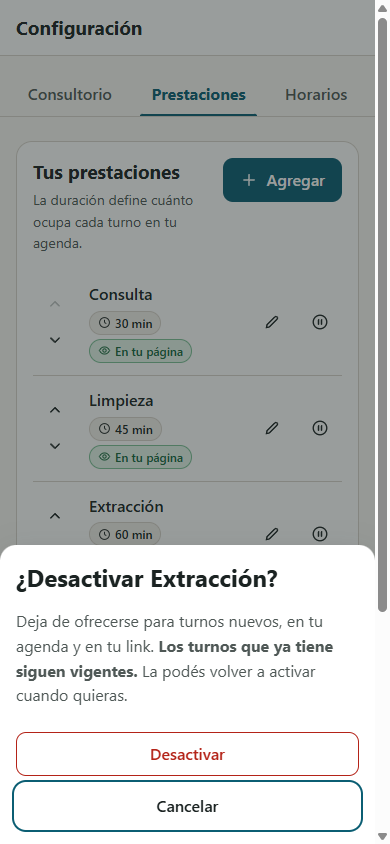 Configuración
Consultorio
Prestaciones
Horarios
Tus prestaciones
Agregar
La duración define cuánto
ocupa cada turno en tu
agenda.
Consulta
30 min
En tu página
Limpieza
45 min
En tu página
Extracción
60 min
¿Desactivar Extracción?
Deja de ofrecerse para turnos nuevos, en tu
agenda y en tu link. Los turnos que ya tiene
siguen vigentes. La podés volver a activar
cuando quieras.
Desactivar
Cancelar